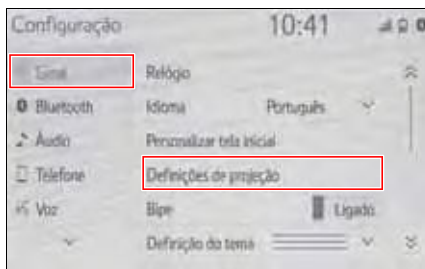 Configuração 10:41
Geral Relógio
Bluetooth Idioma Português
Áudio Personalizar tela inicial
Telefone Definições de projeção
Voz Bipe Ligado
Definição do tema